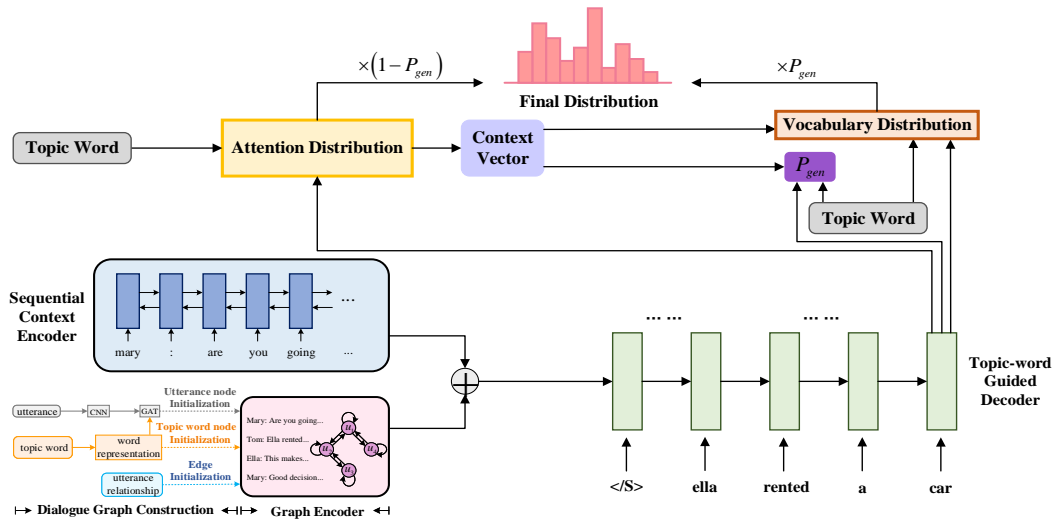 ×(1 − P_gen)
×P_gen
Final Distribution
Topic Word
Attention Distribution
Context
Vector
Vocabulary Distribution
P_gen
Topic Word
Sequential
Context
Encoder
...
mary : are you going ...
... ...
... ...
Topic-word
Guided
Decoder
</S> ella rented a car
utterance
CNN
GAT
Utterance node
Initialization
topic word
word
representation
Topic word node
Initialization
utterance
relationship
Edge
Initialization
Mary: Are you going...
Tom: Ella rented...
Ella: This makes...
Mary: Good decision...
Dialogue Graph Construction
Graph Encoder